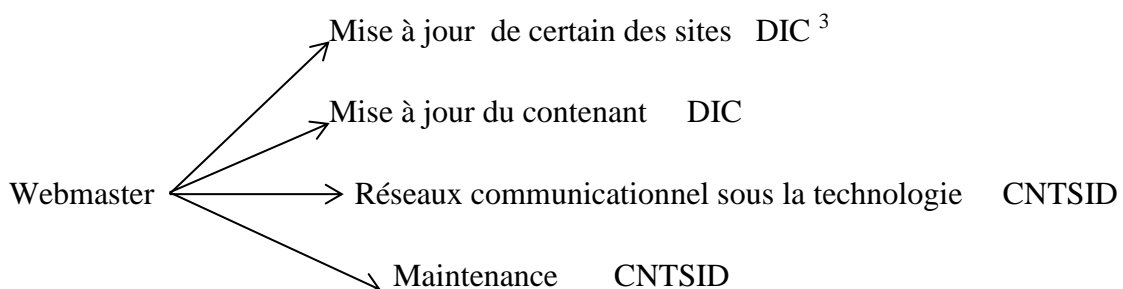 Mise à jour de certain des sites DIC ³
Mise à jour du contenant DIC
Webmaster Réseaux communicationnel sous la technologie CNTSID
Maintenance CNTSID